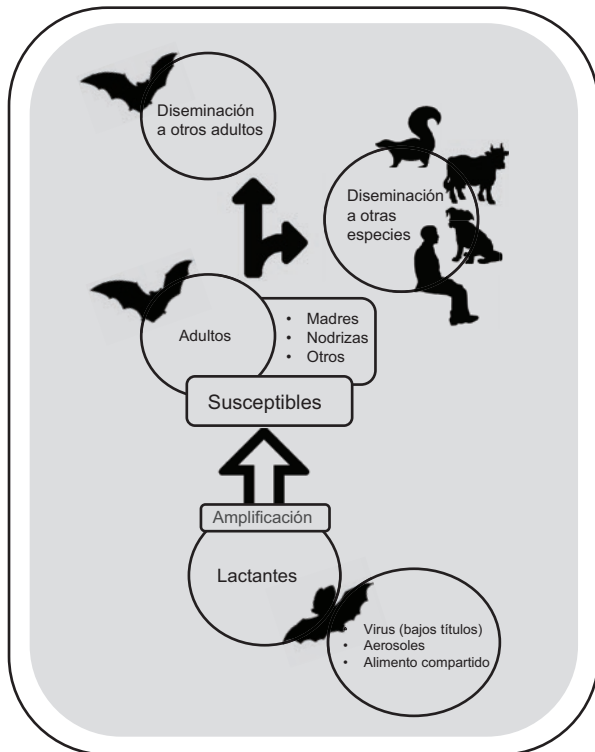 Diseminación
a otros adultos
Diseminación
a otras
especies
Adultos
• Madres
• Nodrizas
• Otros
Susceptibles
Amplificación
Lactantes
• Virus (bajos títulos)
• Aerosoles
• Alimento compartido